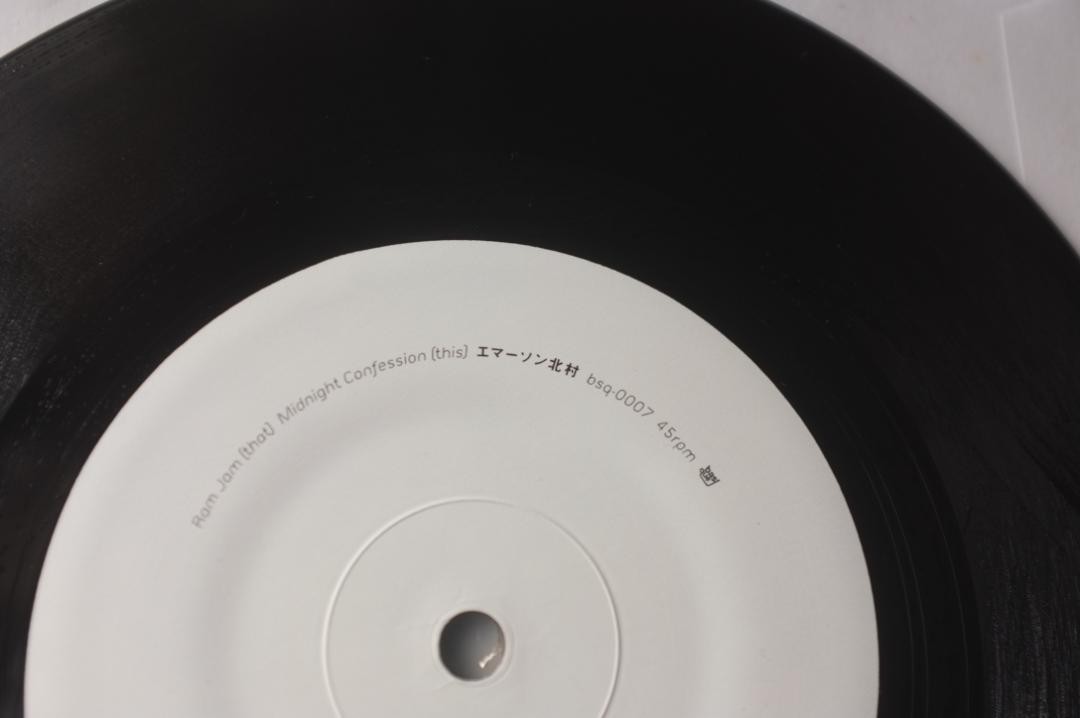 Ram Jam (that) Midnight Confession (this) エマーソン北村 bsq-0007 45rpm